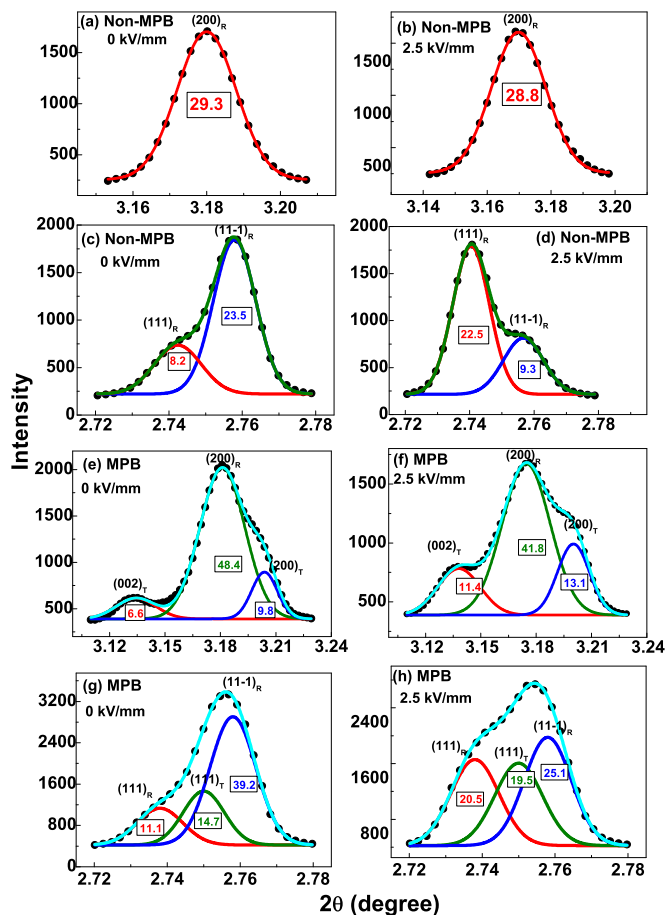 (a) Non-MPB
0 kV/mm
(200)R
29.3
1500
1000
500
3.16
3.18
3.20
(b) Non-MPB
2.5 kV/mm
(200)R
28.8
1500
1000
500
3.14
3.16
3.18
3.20
(c) Non-MPB
0 kV/mm
(11-1)R
(111)R
23.5
8.2
2000
1500
1000
500
0
2.72
2.74
2.76
2.78
(d) Non-MPB
2.5 kV/mm
(111)R
(11-1)R
22.5
9.3
2000
1500
1000
500
0
2.72
2.74
2.76
2.78
Intensity
(e) MPB
0 kV/mm
(200)R
(200)T
(002)T
48.4
6.6
9.8
2000
1500
1000
500
3.12
3.15
3.18
3.21
3.24
(f) MPB
2.5 kV/mm
(200)R
(200)T
(002)T
41.8
11.4
13.1
1500
1000
500
3.12
3.15
3.18
3.21
3.24
(g) MPB
0 kV/mm
(11-1)R
(111)R
(111)T
39.2
11.1
14.7
3200
2400
1600
800
0
2.72
2.74
2.76
2.78
(h) MPB
2.5 kV/mm
(11-1)R
(111)R
(111)T
20.5
19.5
25.1
2400
1600
800
2.72
2.74
2.76
2.78
2θ (degree)